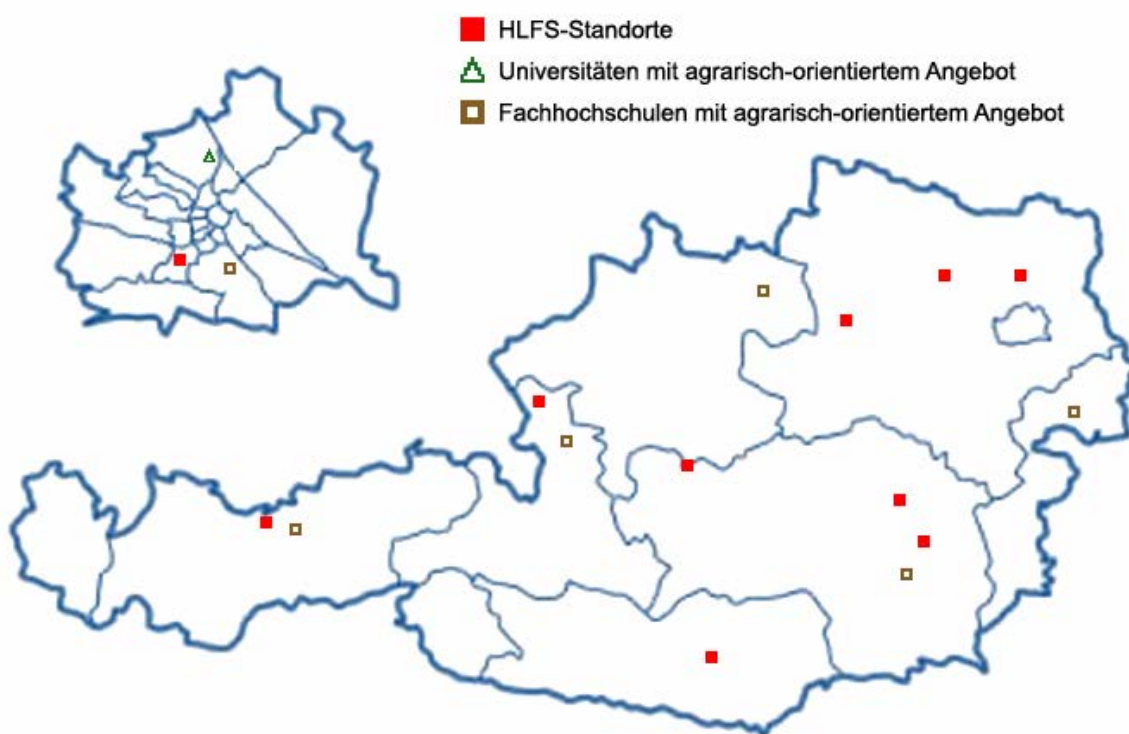 HLFS-Standorte
Universitäten mit agrarisch-orientiertem Angebot
Fachhochschulen mit agrarisch-orientiertem Angebot